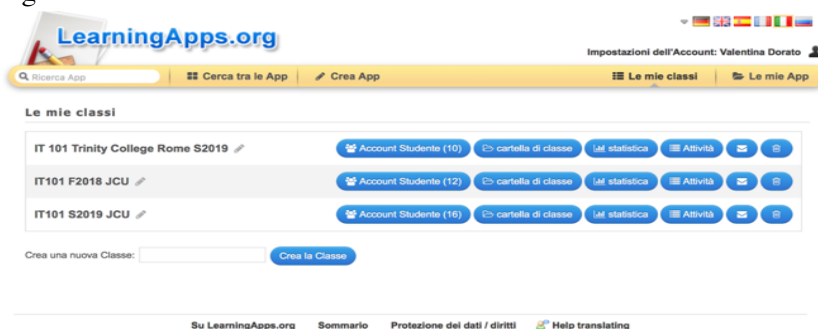 LearningApps.org
Impostazioni dell'Account: Valentina Dorato
Ricerca App Cerca tra le App Crea App Le mie classi Le mie App
Le mie classi
IT 101 Trinity College Rome S2019 Account Studente (10) cartella di classe statistica Attività
IT101 F2018 JCU Account Studente (12) cartella di classe statistica Attività
IT101 S2019 JCU Account Studente (16) cartella di classe statistica Attività
Crea una nuova Classe: Crea la Classe
Su LearningApps.org Sommario Protezione dei dati / diritti Help translating